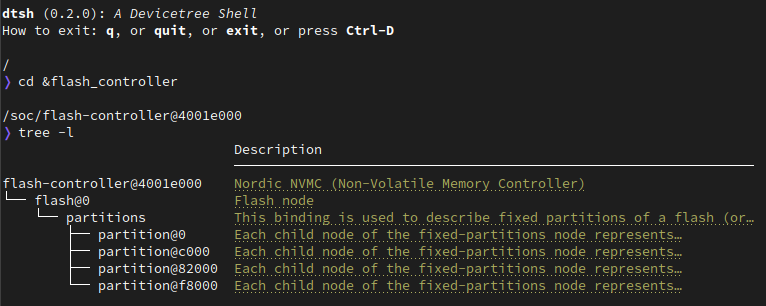 dtsh (0.2.0): A Devicetree Shell
How to exit: q, or quit, or exit, or press Ctrl-D
/
❯ cd &flash_controller
/soc/flash-controller@4001e000
❯ tree -l
Description
flash-controller@4001e000 Nordic NVMC (Non-Volatile Memory Controller)
└── flash@0 Flash node
└── partitions This binding is used to describe fixed partitions of a flash (or…
├── partition@0 Each child node of the fixed-partitions node represents…
├── partition@c000 Each child node of the fixed-partitions node represents…
├── partition@82000 Each child node of the fixed-partitions node represents…
└── partition@f8000 Each child node of the fixed-partitions node represents…